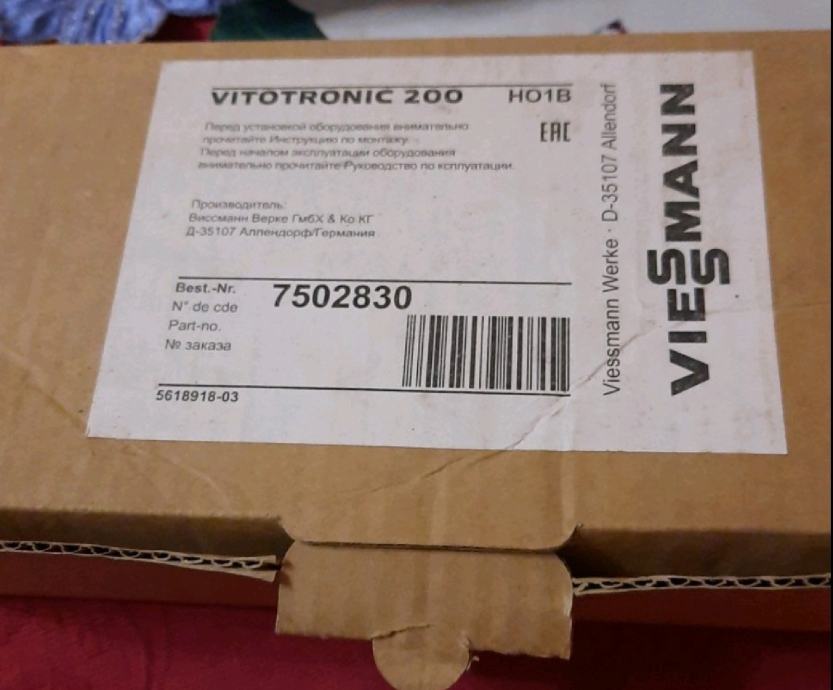 VITOTRONIC 200 HO1B
EAC
Перед установкой оборудования внимательно
прочитайте Инструкцию по монтажу.
Перед началом эксплуатации оборудования
внимательно прочитайте Руководство по ксплуатации.
Производитель:
Виссманн Верке ГмбХ & Ко КГ
Д-35107 Аллендорф/Германия
Best.-Nr.
N° de cde
Part-no.
№ заказа
7502830
5618918-03
Viessmann Werke · D-35107 Allendorf
VIESSMANN